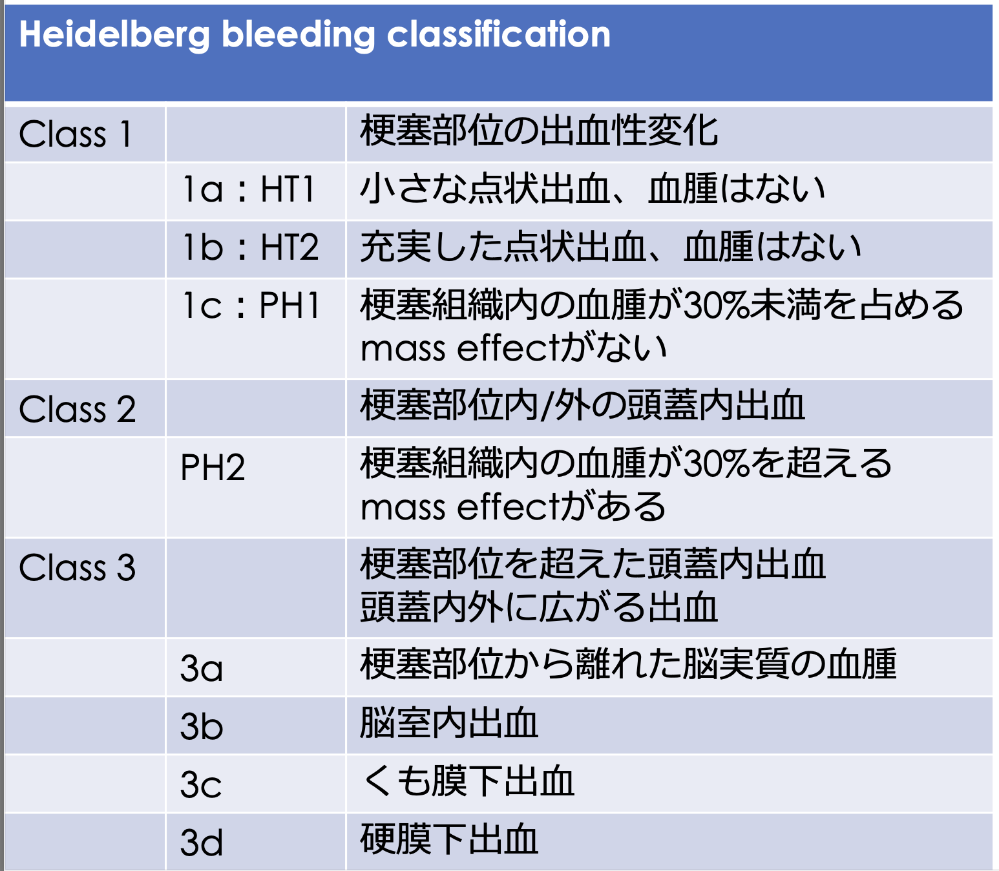 Heidelberg bleeding classification
Class 1 梗塞部位の出血性変化
1a：HT1 小さな点状出血、血腫はない
1b：HT2 充実した点状出血、血腫はない
1c：PH1 梗塞組織内の血腫が30%未満を占める
mass effectがない
Class 2 梗塞部位内/外の頭蓋内出血
PH2 梗塞組織内の血腫が30%を超える
mass effectがある
Class 3 梗塞部位を超えた頭蓋内出血
頭蓋内外に広がる出血
3a 梗塞部位から離れた脳実質の血腫
3b 脳室内出血
3c くも膜下出血
3d 硬膜下出血